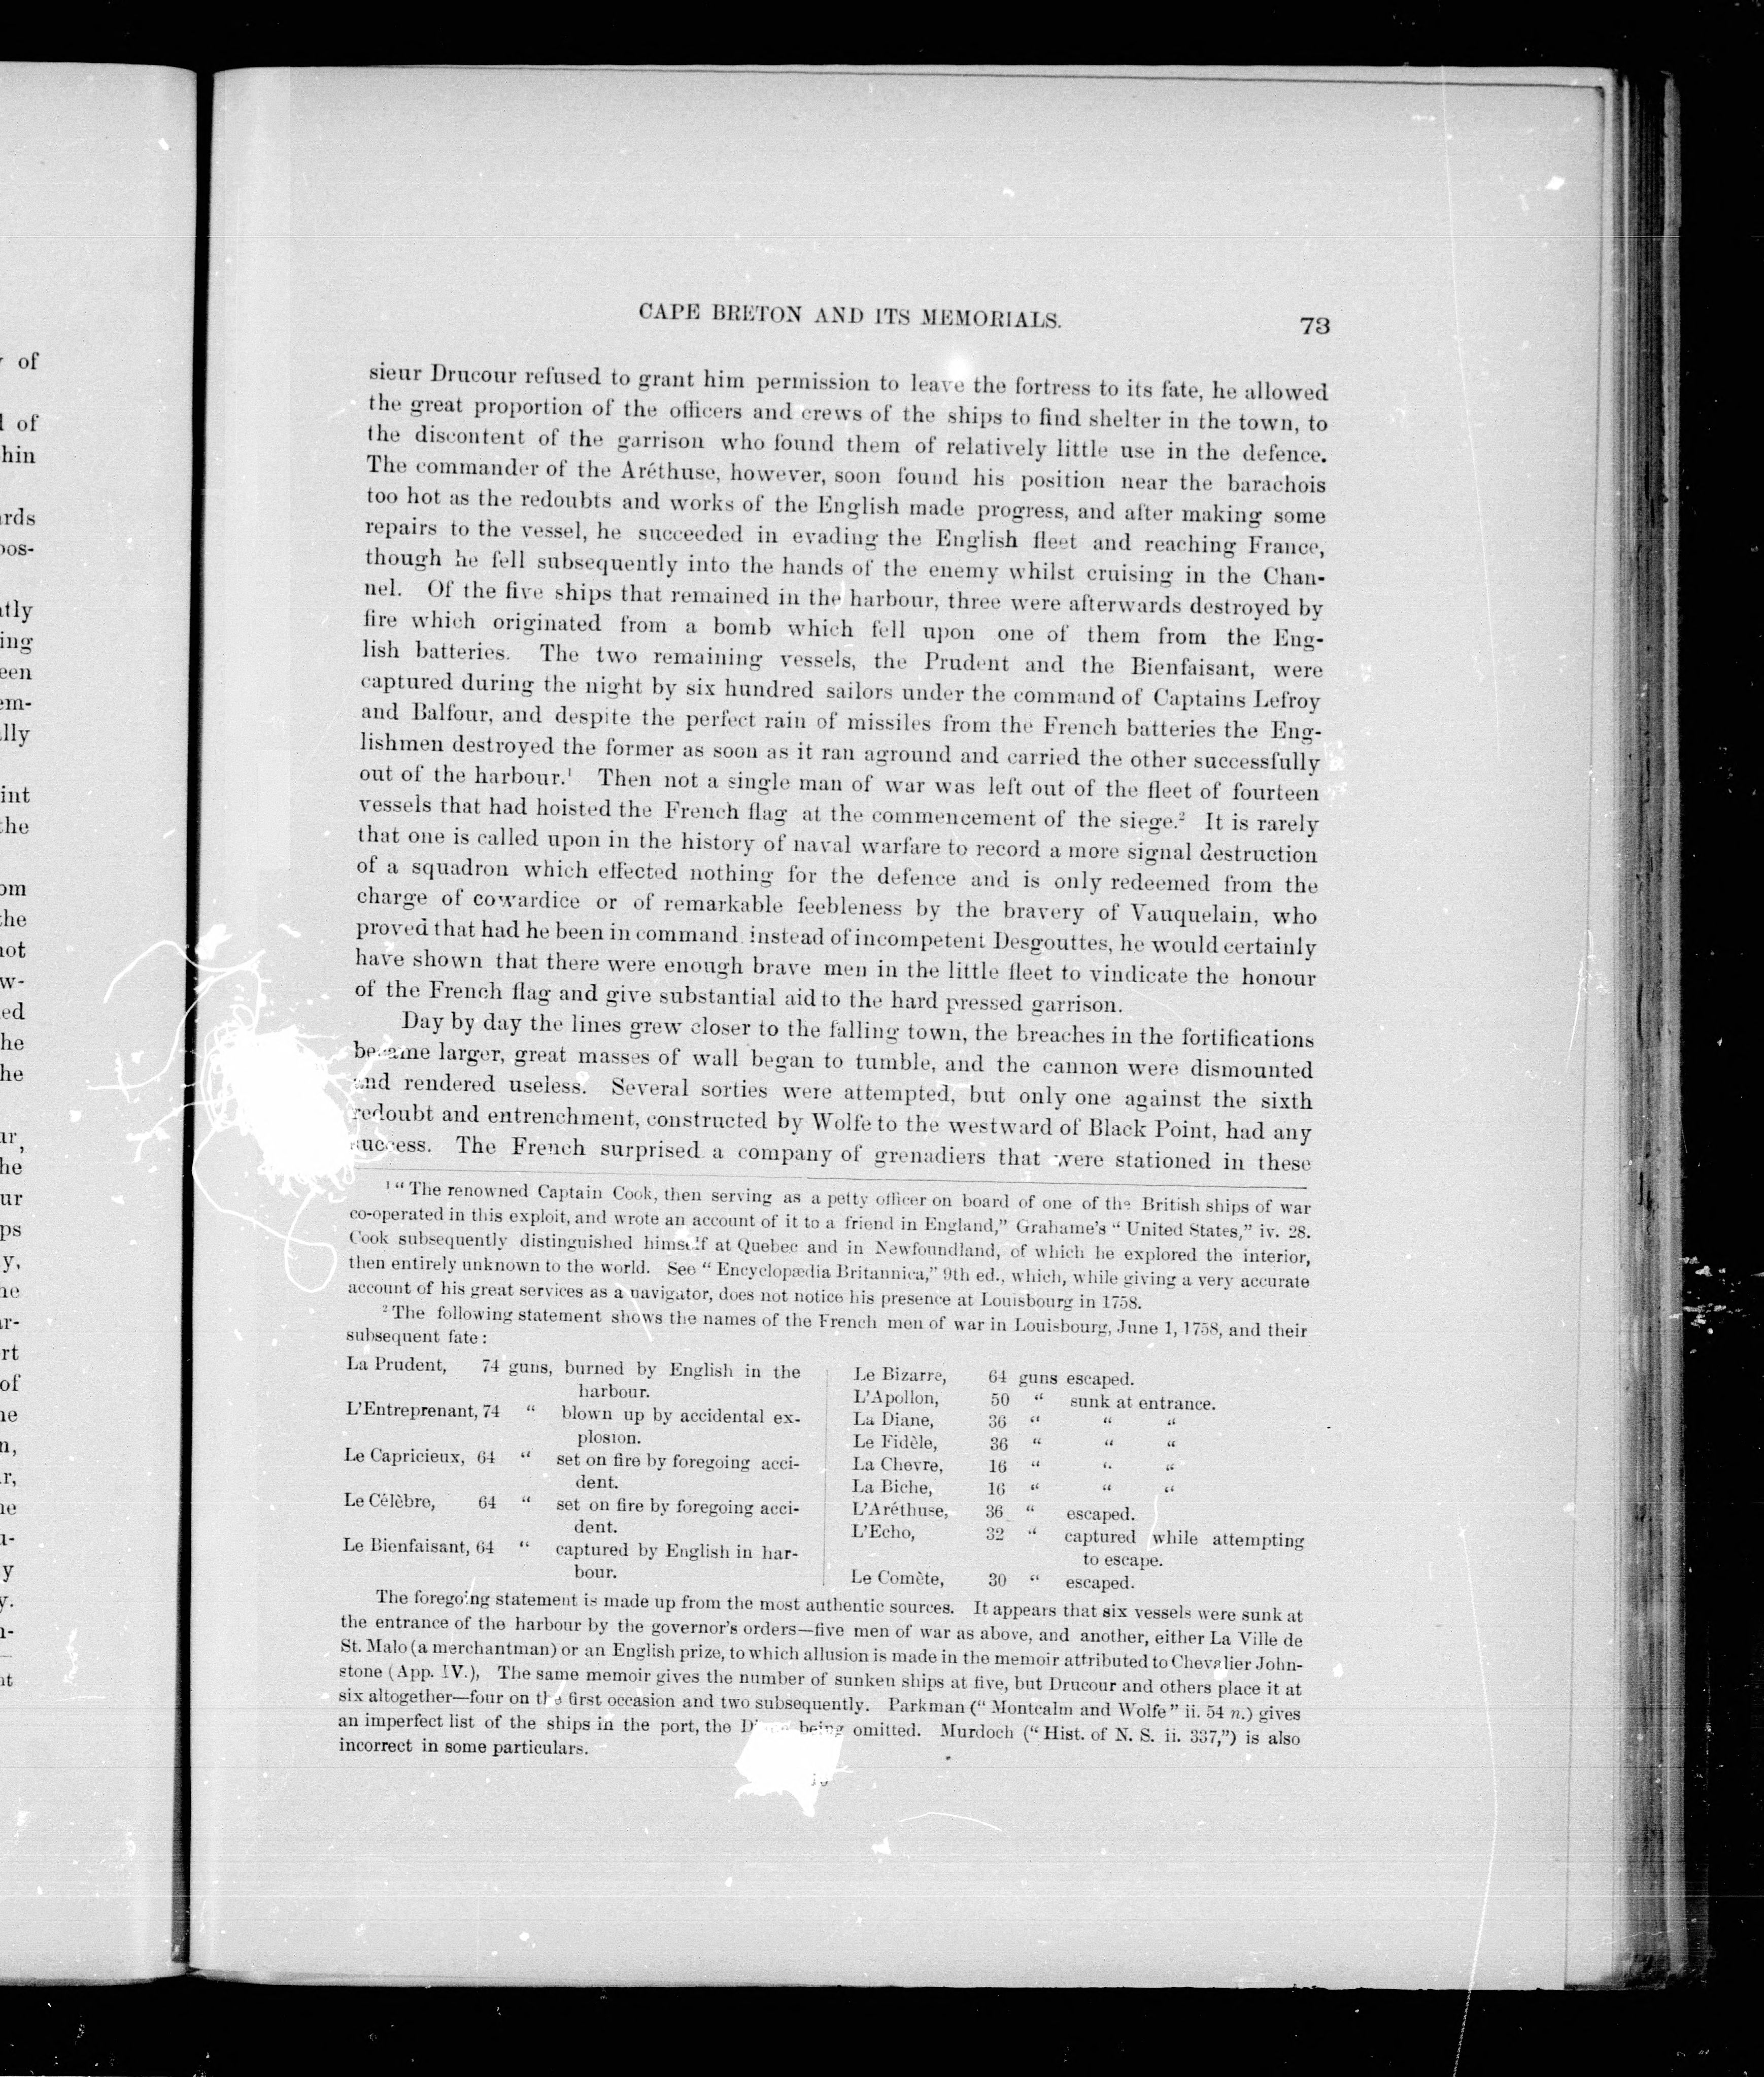 CAPE BRETON AND ITS MEMORIALS. 73
sieur Drucour refused to grant him permission to leave the fortress to its fate, he allowed
the great proportion of the officers and crews of the ships to find shelter in the town, to
the discontent of the garrison who found them of relatively little use in the defence.
The commander of the Aréthuse, however, soon found his position near the barachois
too hot as the redoubts and works of the English made progress, and after making some
repairs to the vessel, he succeeded in evading the English fleet and reaching France,
though he fell subsequently into the hands of the enemy whilst cruising in the Chan-
nel. Of the five ships that remained in the harbour, three were afterwards destroyed by
fire which originated from a bomb which fell upon one of them from the Eng-
lish batteries. The two remaining vessels, the Prudent and the Bienfaisant, were
captured during the night by six hundred sailors under the command of Captains Lefroy
and Balfour, and despite the perfect rain of missiles from the French batteries the Eng-
lishmen destroyed the former as soon as it ran aground and carried the other successfully
out of the harbour.¹ Then not a single man of war was left out of the fleet of fourteen
vessels that had hoisted the French flag at the commencement of the siege.² It is rarely
that one is called upon in the history of naval warfare to record a more signal destruction
of a squadron which effected nothing for the defence and is only redeemed from the
charge of cowardice or of remarkable feebleness by the bravery of Vauquelain, who
proved that had he been in command instead of incompetent Desgouttes, he would certainly
have shown that there were enough brave men in the little fleet to vindicate the honour
of the French flag and give substantial aid to the hard pressed garrison.
Day by day the lines grew closer to the falling town, the breaches in the fortifications
became larger, great masses of wall began to tumble, and the cannon were dismounted
and rendered useless. Several sorties were attempted, but only one against the sixth
redoubt and entrenchment, constructed by Wolfe to the westward of Black Point, had any
success. The French surprised a company of grenadiers that were stationed in these
¹ “The renowned Captain Cook, then serving as a petty officer on board of one of the British ships of war
co-operated in this exploit, and wrote an account of it to a friend in England,” Grahame's “United States,” iv. 28.
Cook subsequently distinguished himself at Quebec and in Newfoundland, of which he explored the interior,
then entirely unknown to the world. See “Encyclopædia Britannica,” 9th ed., which, while giving a very accurate
account of his great services as a navigator, does not notice his presence at Louisbourg in 1758.
² The following statement shows the names of the French men of war in Louisbourg, June 1, 1758, and their
subsequent fate:
La Prudent, 74 guns, burned by English in the
harbour.
L'Entreprenant, 74 “ blown up by accidental ex-
plosion.
Le Capricieux, 64 “ set on fire by foregoing acci-
dent.
Le Célèbre, 64 “ set on fire by foregoing acci-
dent.
Le Bienfaisant, 64 “ captured by English in har-
bour.
Le Bizarre, 64 guns escaped.
L'Apollon, 50 “ sunk at entrance.
La Diane, 36 “ “ “
Le Fidèle, 36 “ “ “
La Chevre, 16 “ “ “
La Biche, 16 “ “ “
L'Aréthuse, 36 “ escaped.
L'Echo, 32 “ captured while attempting
to escape.
Le Comète, 30 “ escaped.
The foregoing statement is made up from the most authentic sources. It appears that six vessels were sunk at
the entrance of the harbour by the governor's orders—five men of war as above, and another, either La Ville de
St. Malo (a merchantman) or an English prize, to which allusion is made in the memoir attributed to Chevalier John-
stone (App. IV.), The same memoir gives the number of sunken ships at five, but Drucour and others place it at
six altogether—four on the first occasion and two subsequently. Parkman (“Montcalm and Wolfe” ii. 54 n.) gives
an imperfect list of the ships in the port, the being omitted. Murdoch (“Hist. of N. S. ii. 337,”) is also
incorrect in some particulars.